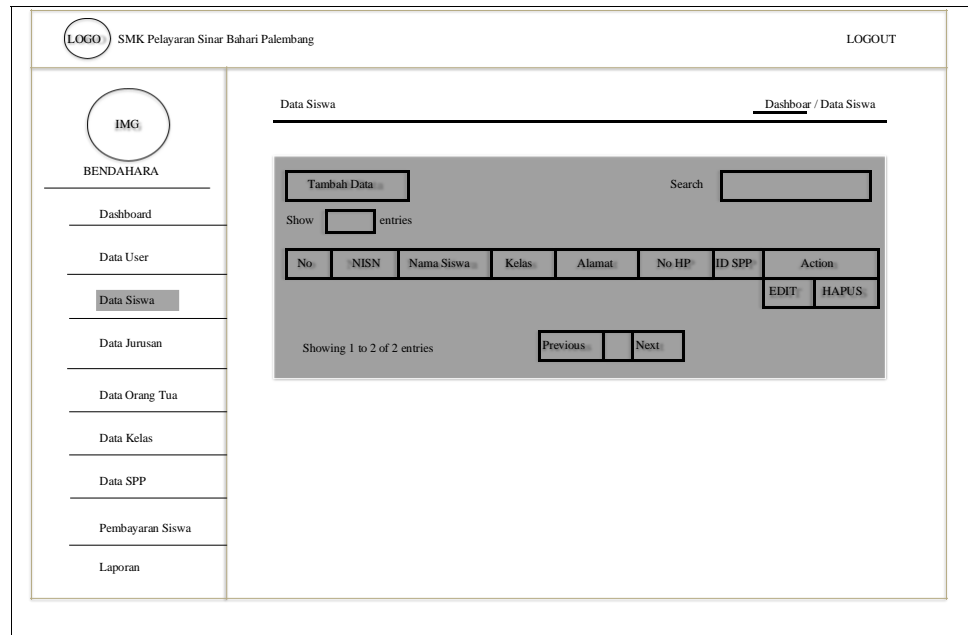 LOGO SMK Pelayaran Sinar Bahari Palembang LOGOUT
IMG
BENDAHARA
Dashboard
Data User
Data Siswa
Data Jurusan
Data Orang Tua
Data Kelas
Data SPP
Pembayaran Siswa
Laporan
Data Siswa Dashboar / Data Siswa
Tambah Data Search
Show entries
No NISN Nama Siswa Kelas Alamat No HP ID SPP Action
EDIT HAPUS
Showing 1 to 2 of 2 entries Previous Next